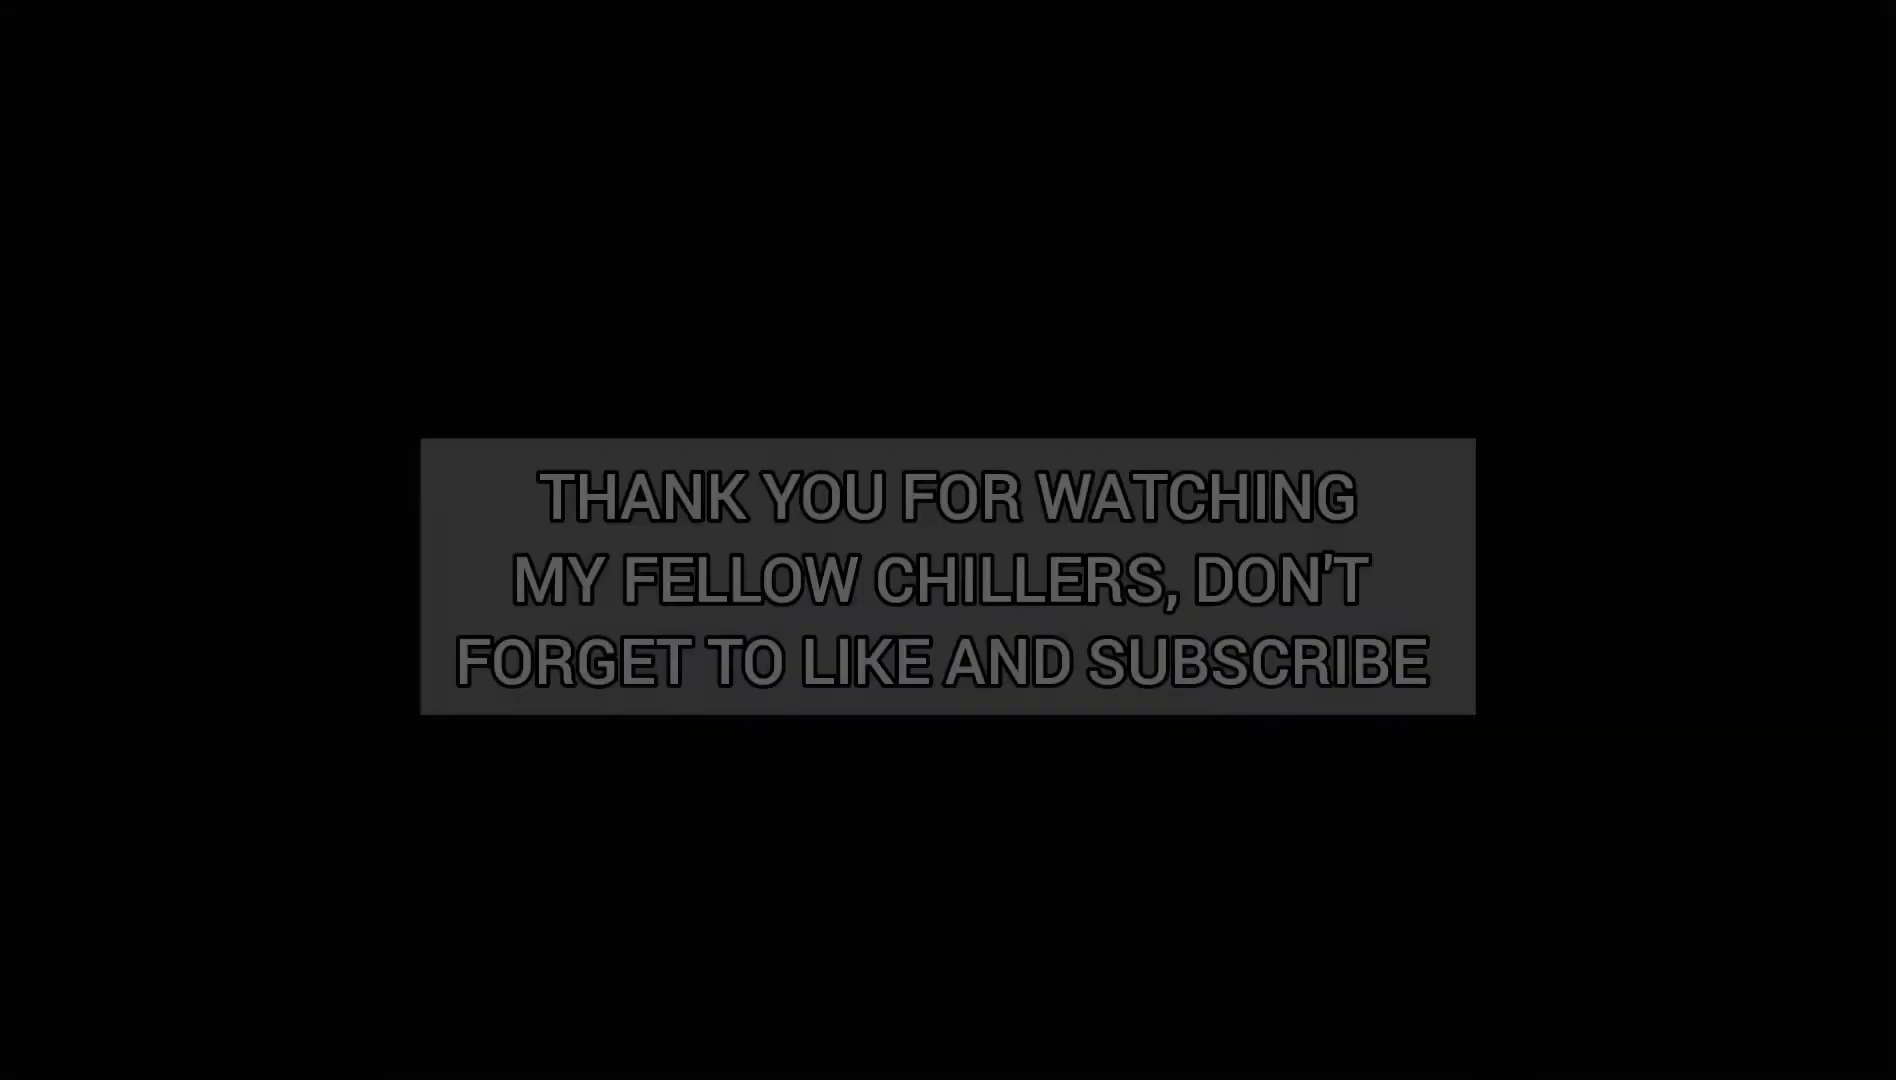 THANK YOU FOR WATCHING
MY FELLOW CHILLERS, DON'T
FORGET TO LIKE AND SUBSCRIBE